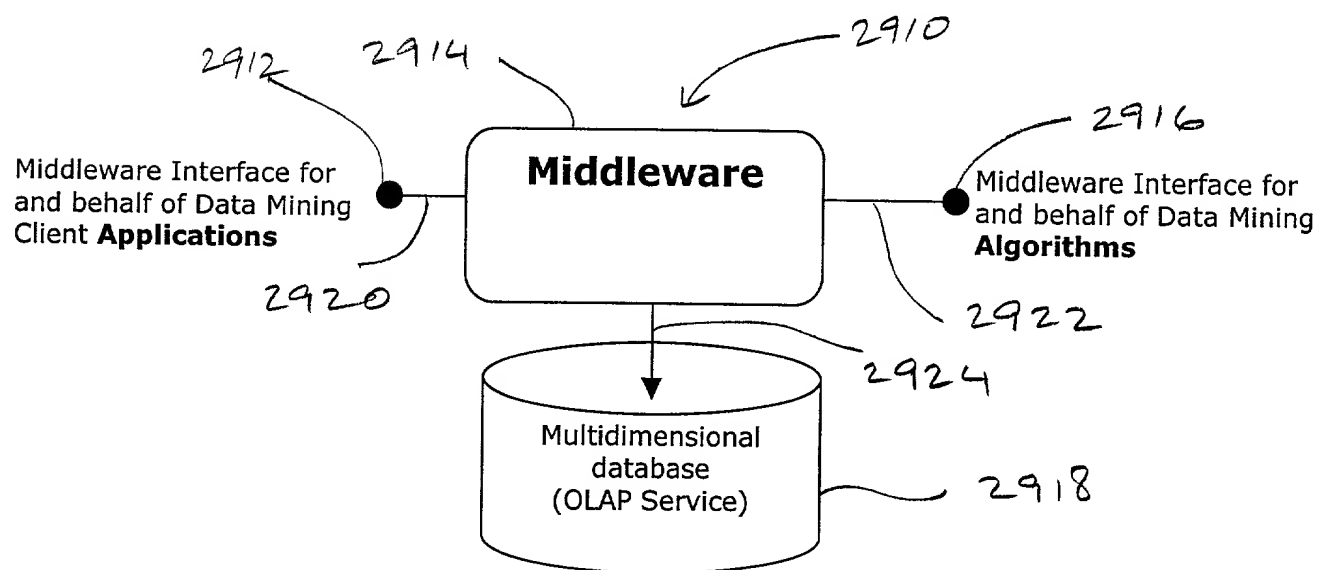 2910
2914
2912
2916
Middleware Interface for
and behalf of Data Mining
Client Applications
Middleware
Middleware Interface for
and behalf of Data Mining
Algorithms
2920
2922
2924
Multidimensional
database
(OLAP Service)
2918